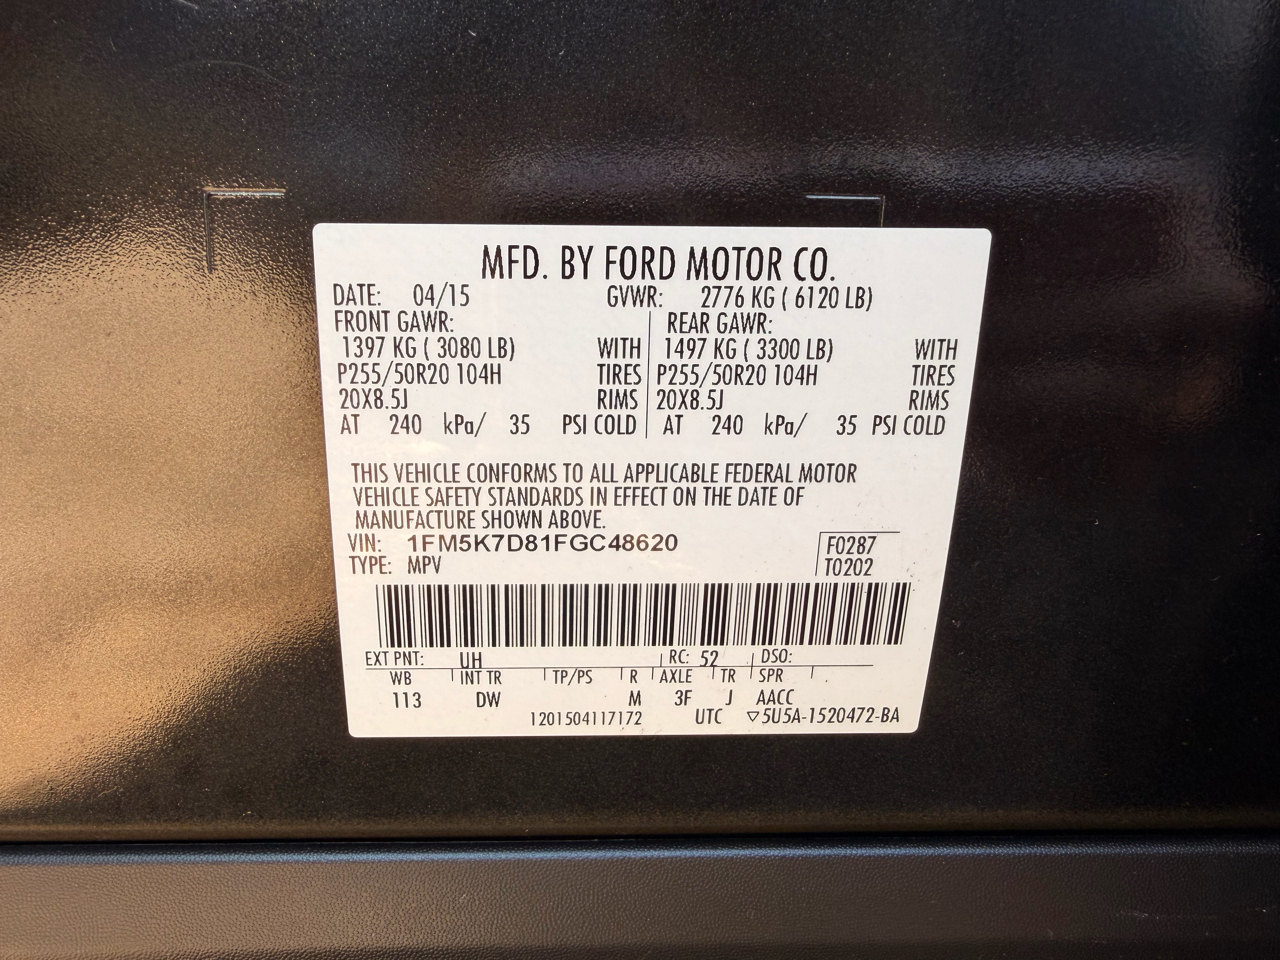 MFD. BY FORD MOTOR CO.
DATE: 04/15 GVWR: 2776 KG ( 6120 LB)
FRONT GAWR: REAR GAWR:
1397 KG ( 3080 LB) WITH 1497 KG ( 3300 LB) WITH
P255/50R20 104H TIRES P255/50R20 104H TIRES
20X8.5J RIMS 20X8.5J RIMS
AT 240 kPa/ 35 PSI COLD AT 240 kPa/ 35 PSI COLD
THIS VEHICLE CONFORMS TO ALL APPLICABLE FEDERAL MOTOR
VEHICLE SAFETY STANDARDS IN EFFECT ON THE DATE OF
MANUFACTURE SHOWN ABOVE.
VIN: 1FM5K7D81FGC48620 F0287
TYPE: MPV T0202
EXT PNT: UH RC: 52 DSO:
WB INT TR TP/PS R AXLE TR SPR
113 DW M 3F J AACC
1201504117172 UTC ▽5U5A-1520472-BA